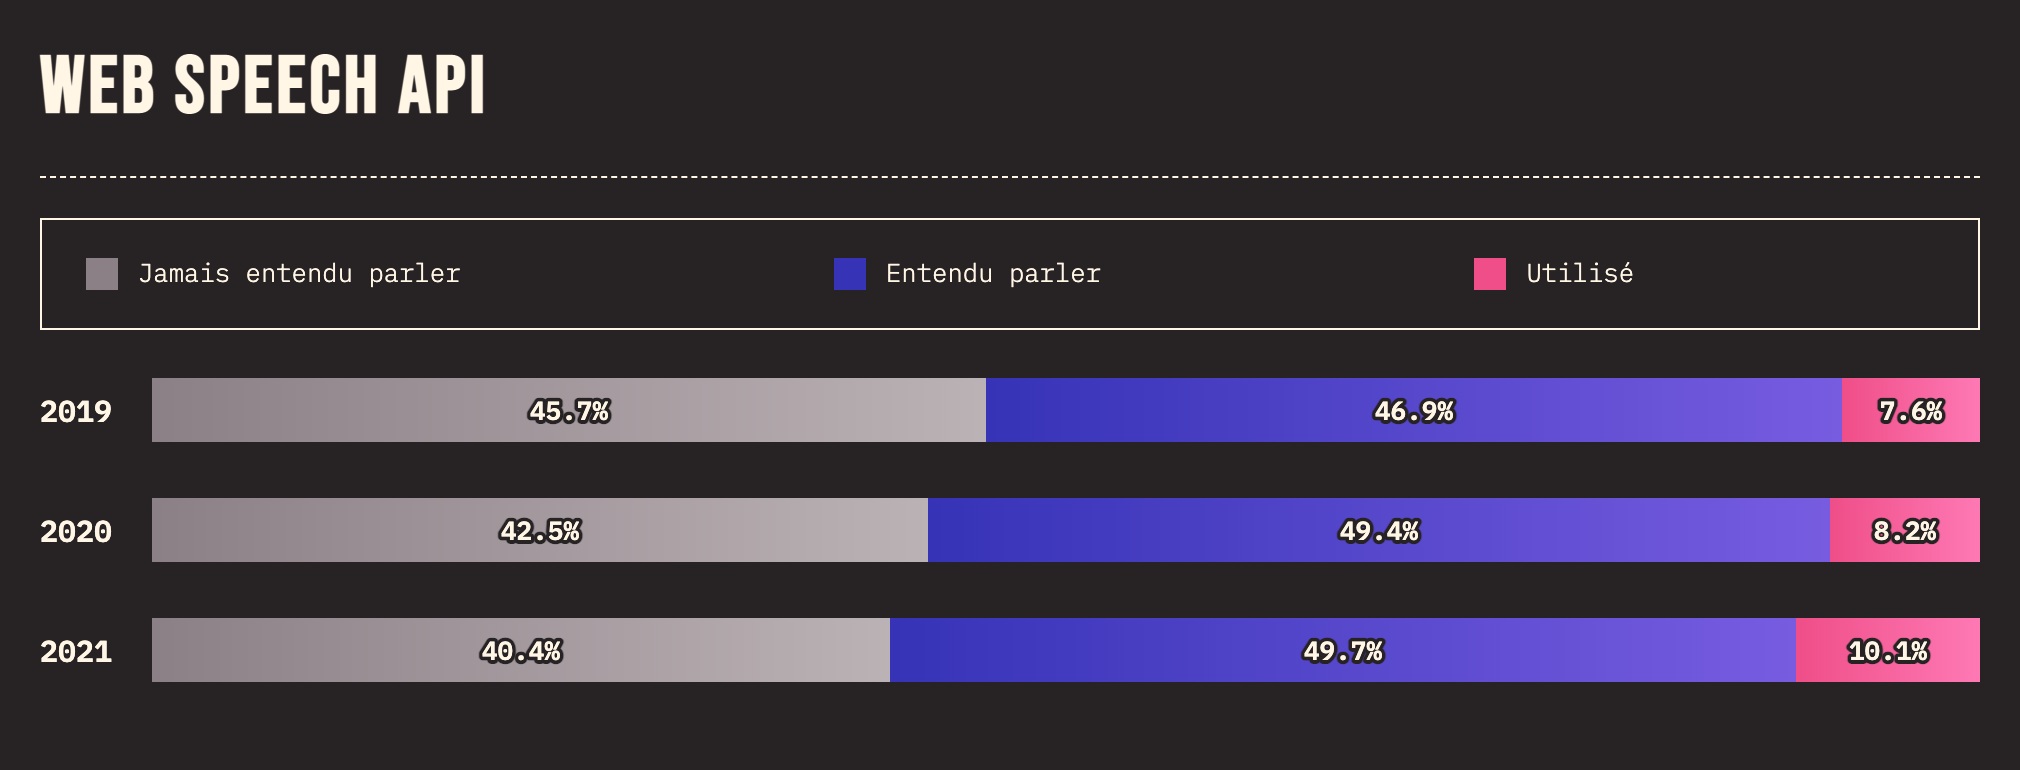 WEB SPEECH API
Jamais entendu parler Entendu parler Utilisé
2019 45.7% 46.9% 7.6%
2020 42.5% 49.4% 8.2%
2021 40.4% 49.7% 10.1%